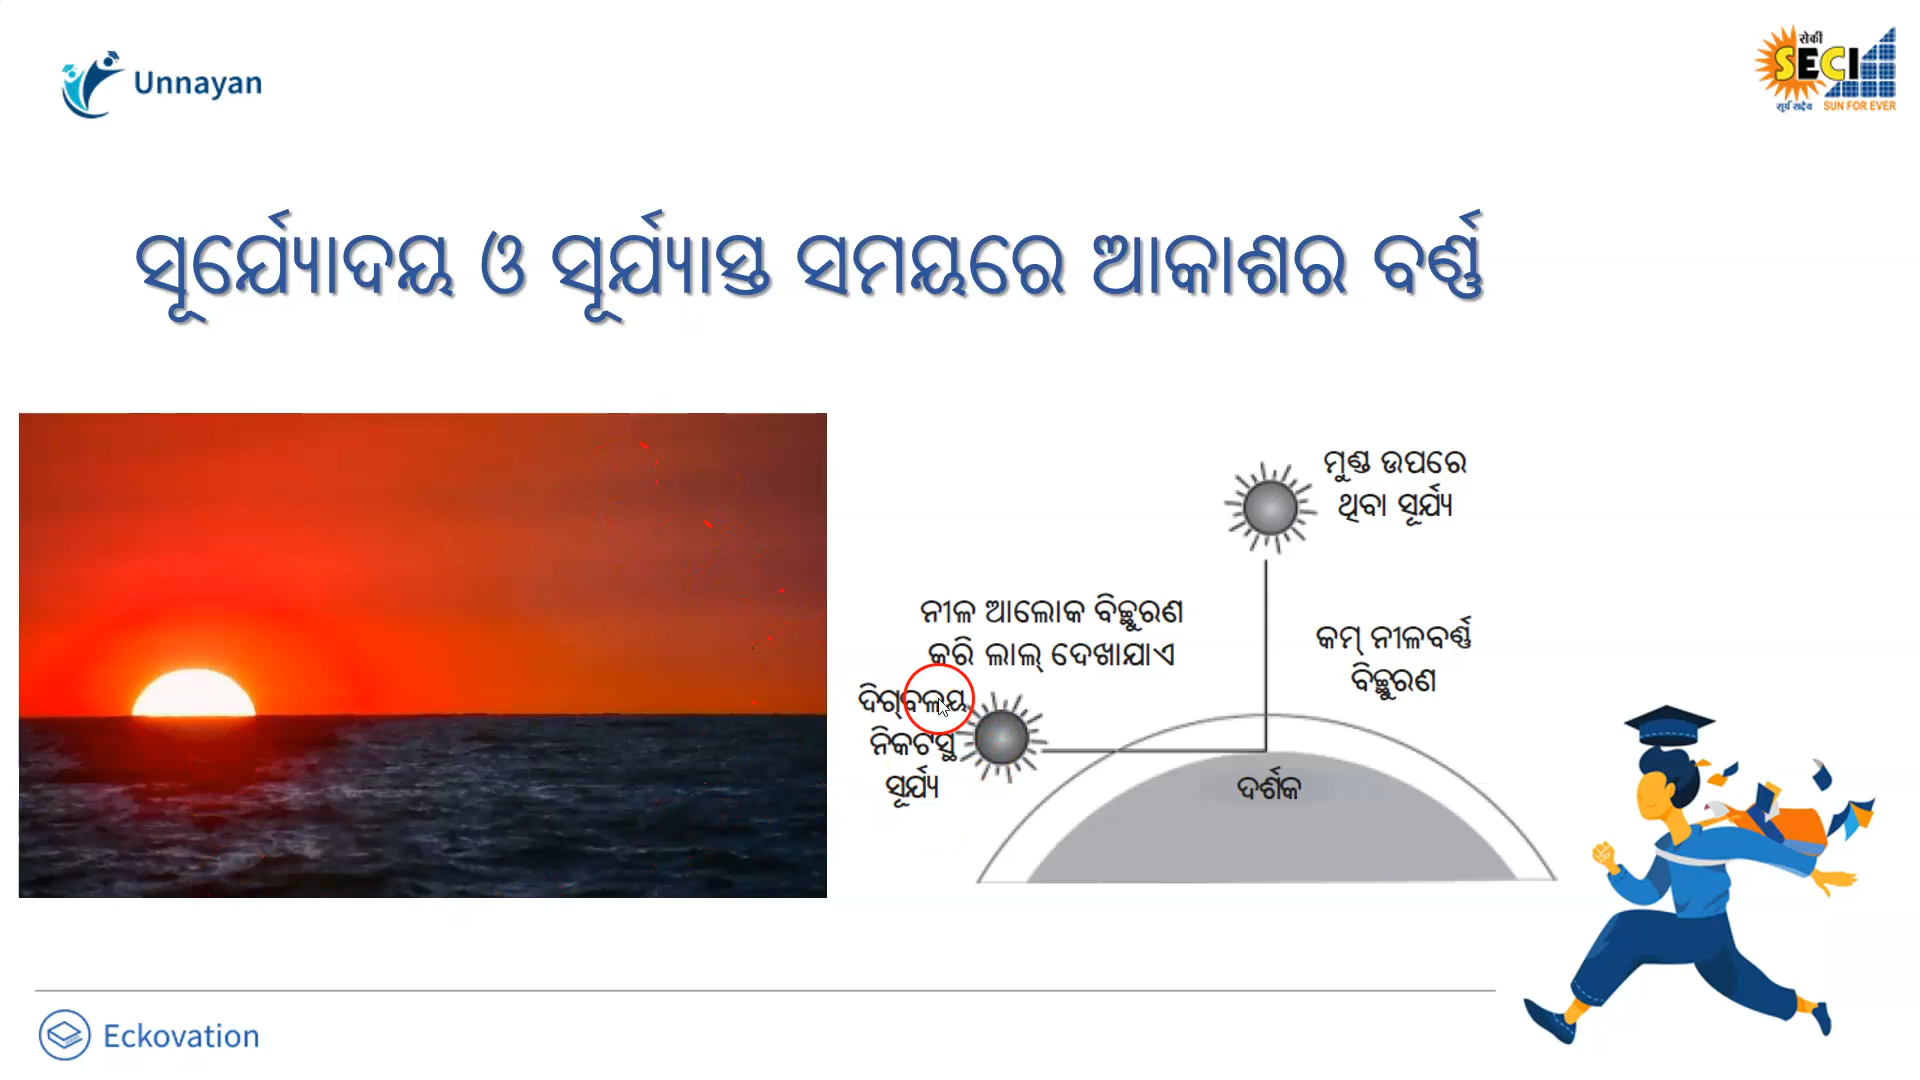 Unnayan
सेकी
SECI
सूर्य सदैव SUN FOR EVER
ସୂର୍ଯ୍ୟୋଦୟ ଓ ସୂର୍ଯ୍ୟାସ୍ତ ସମୟରେ ଆକାଶର ବର୍ଣ୍ଣ
ମୁଣ୍ଡ ଉପରେ
ଥିବା ସୂର୍ଯ୍ୟ
ନୀଳ ଆଲୋକ ବିଚ୍ଛୁରଣ
କରି ଲାଲ୍ ଦେଖାଯାଏ
କମ୍ ନୀଳବର୍ଣ୍ଣ
ବିଚ୍ଛୁରଣ
ଦିଗ୍‌ବଳୟ
ନିକଟସ୍ଥ
ସୂର୍ଯ୍ୟ
ଦର୍ଶକ
Eckovation